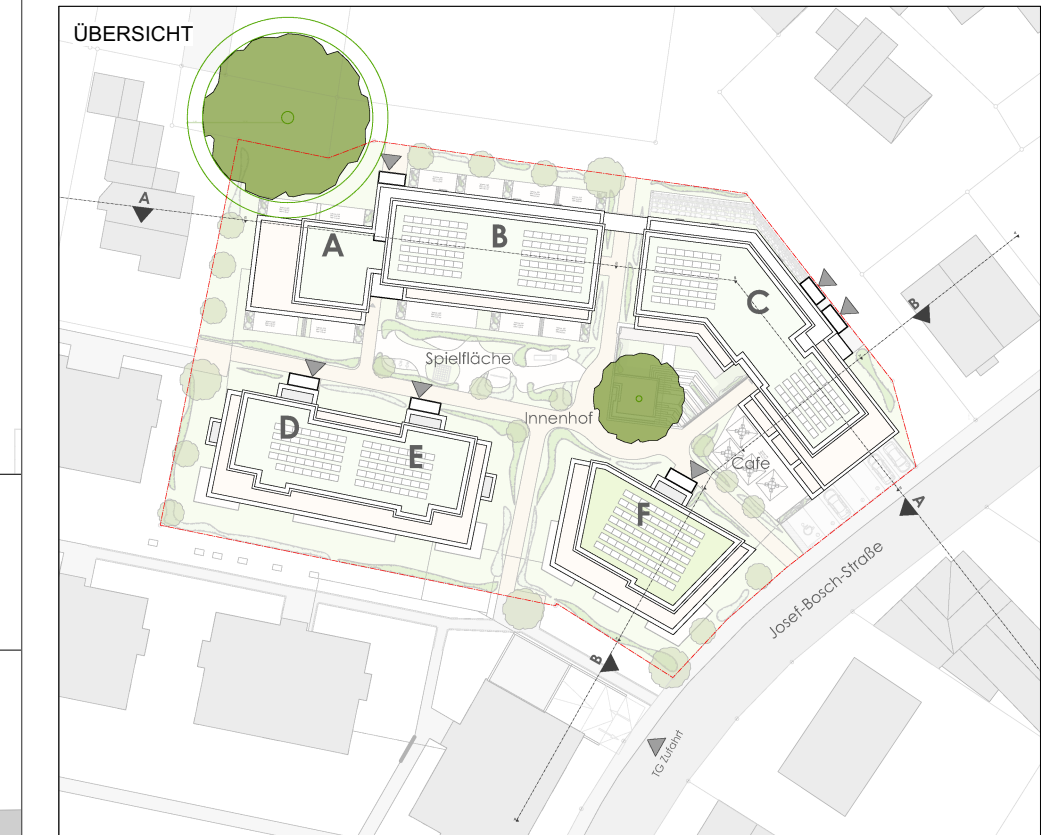 ÜBERSICHT
A
B
A
B
C
B
Spielfläche
D
E
Innenhof
Cafe
F
A
Josef-Bosch-Straße
B
TG Zufahrt